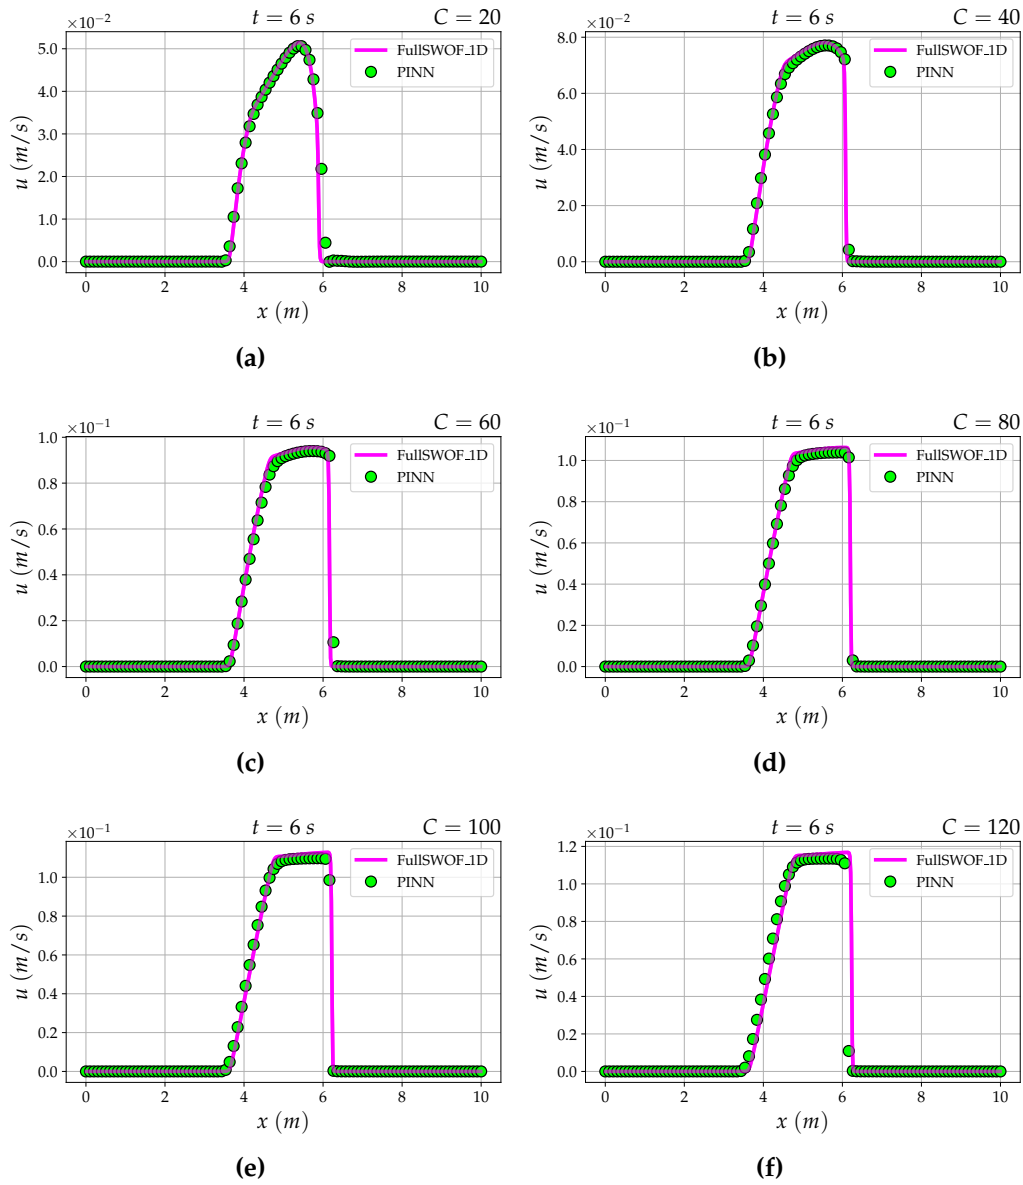 ×10⁻² t = 6 s C = 20
FullSWOF_1D
PINN
5.0
4.0
3.0
2.0
1.0
0.0
u (m/s)
0 2 4 6 8 10
x (m)
(a)
×10⁻² t = 6 s C = 40
FullSWOF_1D
PINN
8.0
6.0
4.0
2.0
0.0
u (m/s)
0 2 4 6 8 10
x (m)
(b)
×10⁻¹ t = 6 s C = 60
FullSWOF_1D
PINN
1.0
0.8
0.6
0.4
0.2
0.0
u (m/s)
0 2 4 6 8 10
x (m)
(c)
×10⁻¹ t = 6 s C = 80
FullSWOF_1D
PINN
1.0
0.8
0.6
0.4
0.2
0.0
u (m/s)
0 2 4 6 8 10
x (m)
(d)
×10⁻¹ t = 6 s C = 100
FullSWOF_1D
PINN
1.0
0.8
0.6
0.4
0.2
0.0
u (m/s)
0 2 4 6 8 10
x (m)
(e)
×10⁻¹ t = 6 s C = 120
FullSWOF_1D
PINN
1.2
1.0
0.8
0.6
0.4
0.2
0.0
u (m/s)
0 2 4 6 8 10
x (m)
(f)